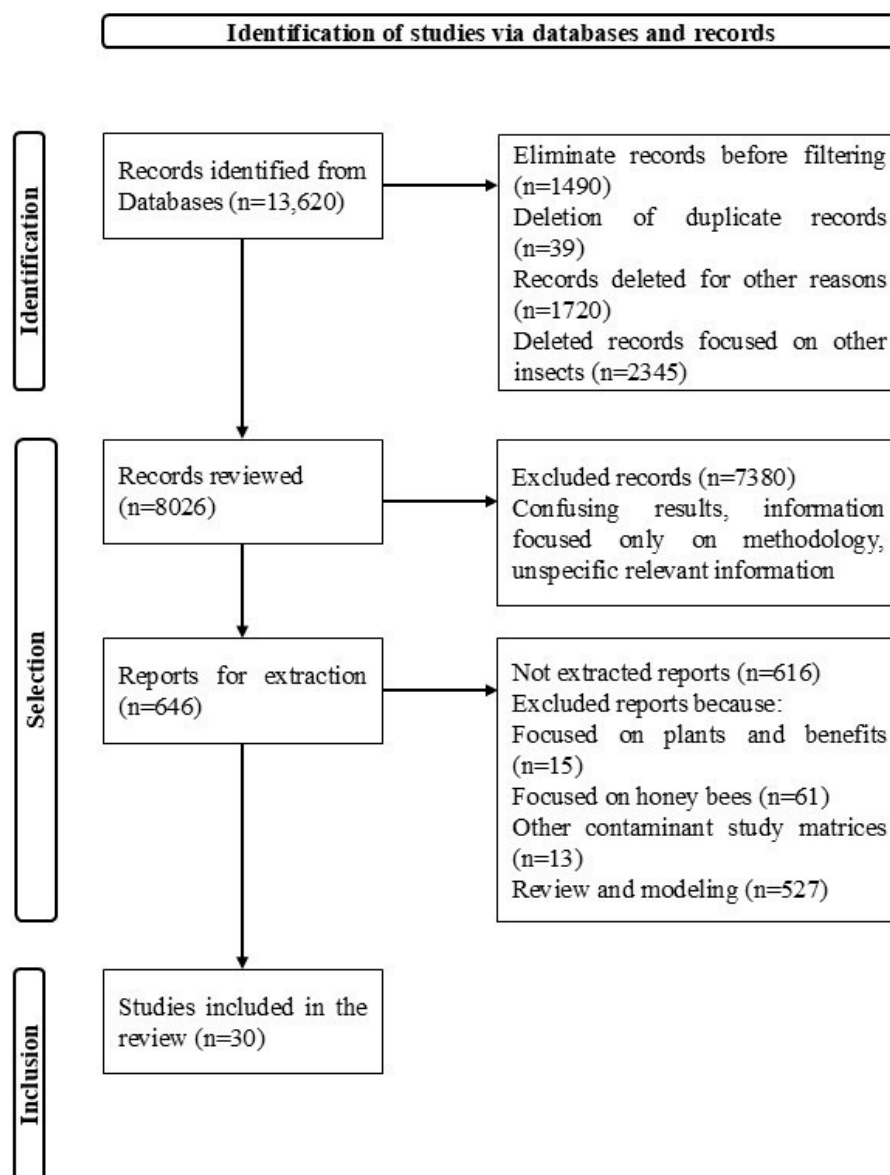 Identification of studies via databases and records
Identification
Records identified from
Databases (n=13,620)
Eliminate records before filtering
(n=1490)
Deletion of duplicate records
(n=39)
Records deleted for other reasons
(n=1720)
Deleted records focused on other
insects (n=2345)
Selection
Records reviewed
(n=8026)
Excluded records (n=7380)
Confusing results, information
focused only on methodology,
unspecific relevant information
Reports for extraction
(n=646)
Not extracted reports (n=616)
Excluded reports because:
Focused on plants and benefits
(n=15)
Focused on honey bees (n=61)
Other contaminant study matrices
(n=13)
Review and modeling (n=527)
Inclusion
Studies included in the
review (n=30)